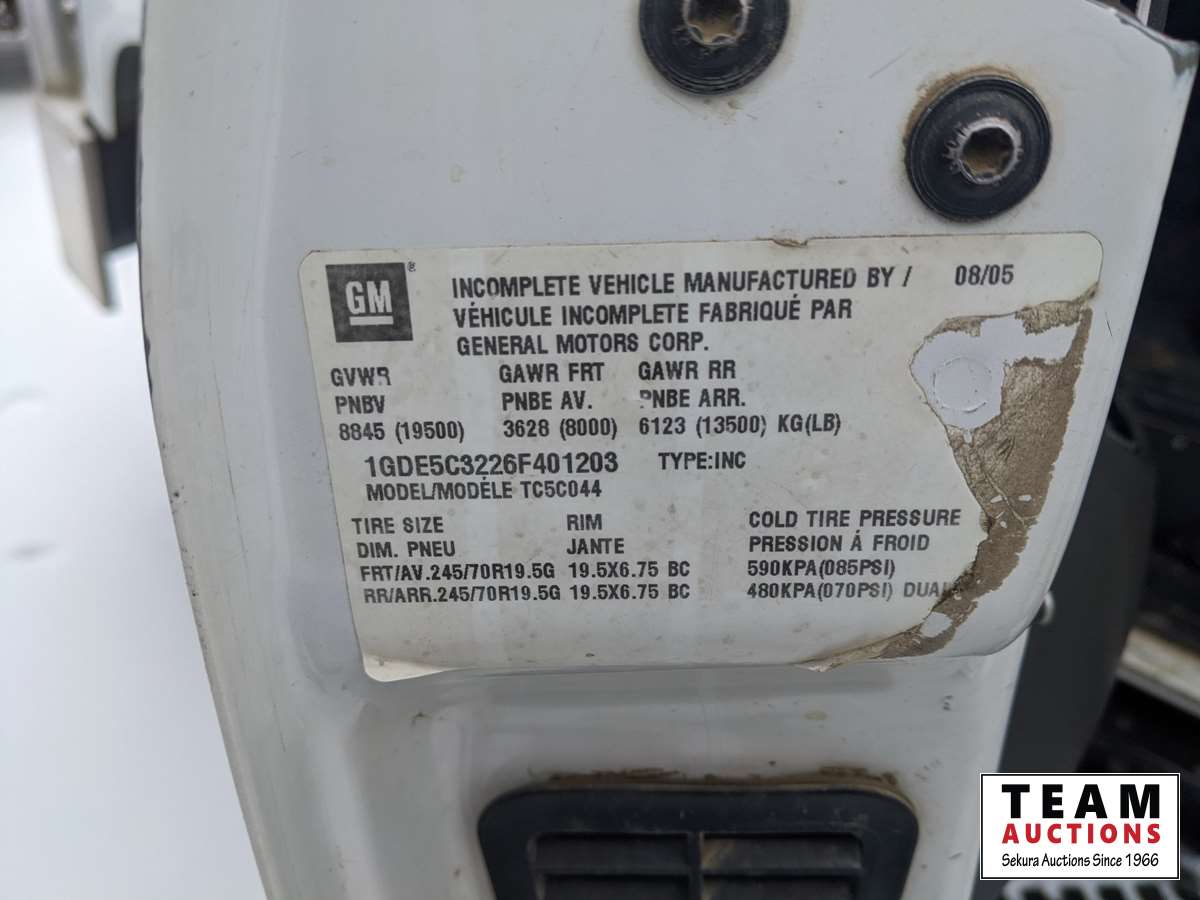 GM ®
INCOMPLETE VEHICLE MANUFACTURED BY / 08/05
VÉHICULE INCOMPLETE FABRIQUÉ PAR
GENERAL MOTORS CORP.
GVWR GAWR FRT GAWR RR
PNBV PNBE AV. PNBE ARR.
8845 (19500) 3628 (8000) 6123 (13500) KG(LB)
1GDE5C3226F401203 TYPE:INC
MODEL/MODÉLE TC5C044
TIRE SIZE RIM COLD TIRE PRESSURE
DIM. PNEU JANTE PRESSION À FROID
FRT/AV.245/70R19.5G 19.5X6.75 BC 590KPA(085PSI)
RR/ARR.245/70R19.5G 19.5X6.75 BC 480KPA(070PSI)
TEAM
AUCTIONS
Sekura Auctions Since 1966